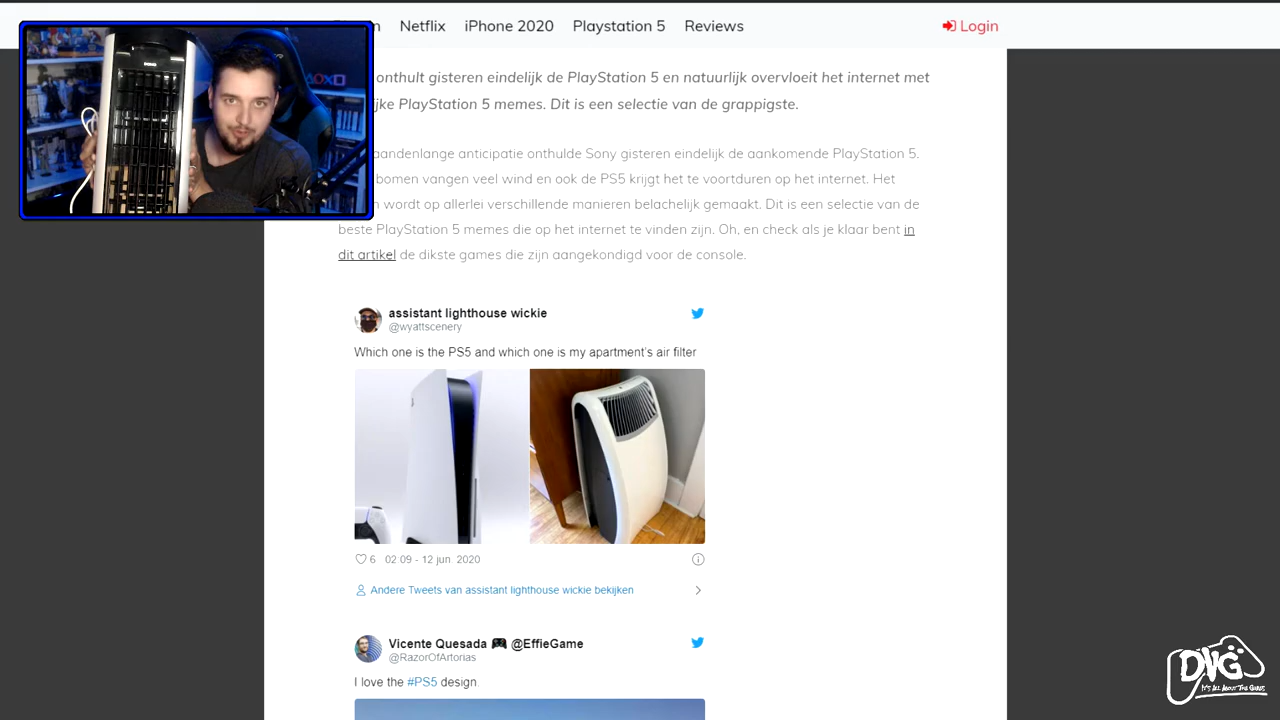 Netflix iPhone 2020 Playstation 5 Reviews Login
onthult gisteren eindelijk de PlayStation 5 en natuurlijk overvloeit het internet met
PlayStation 5 memes. Dit is een selectie van de grappigste.
aandenlange anticipatie onthulde Sony gisteren eindelijk de aankomende PlayStation 5.
bomen vangen veel wind en ook de PS5 krijgt het te voortduren op het internet. Het
wordt op allerlei verschillende manieren belachelijk gemaakt. Dit is een selectie van de
beste PlayStation 5 memes die op het internet te vinden zijn. Oh, en check als je klaar bent in
dit artikel de dikste games die zijn aangekondigd voor de console.
assistant lighthouse wickie
@wyattscenery
Which one is the PS5 and which one is my apartment's air filter
6 02:09 - 12 jun. 2020
Andere Tweets van assistant lighthouse wickie bekijken
Vicente Quesada @EffieGame
@RazorOfArtorias
I love the #PS5 design.
DVG
It's All About The Games